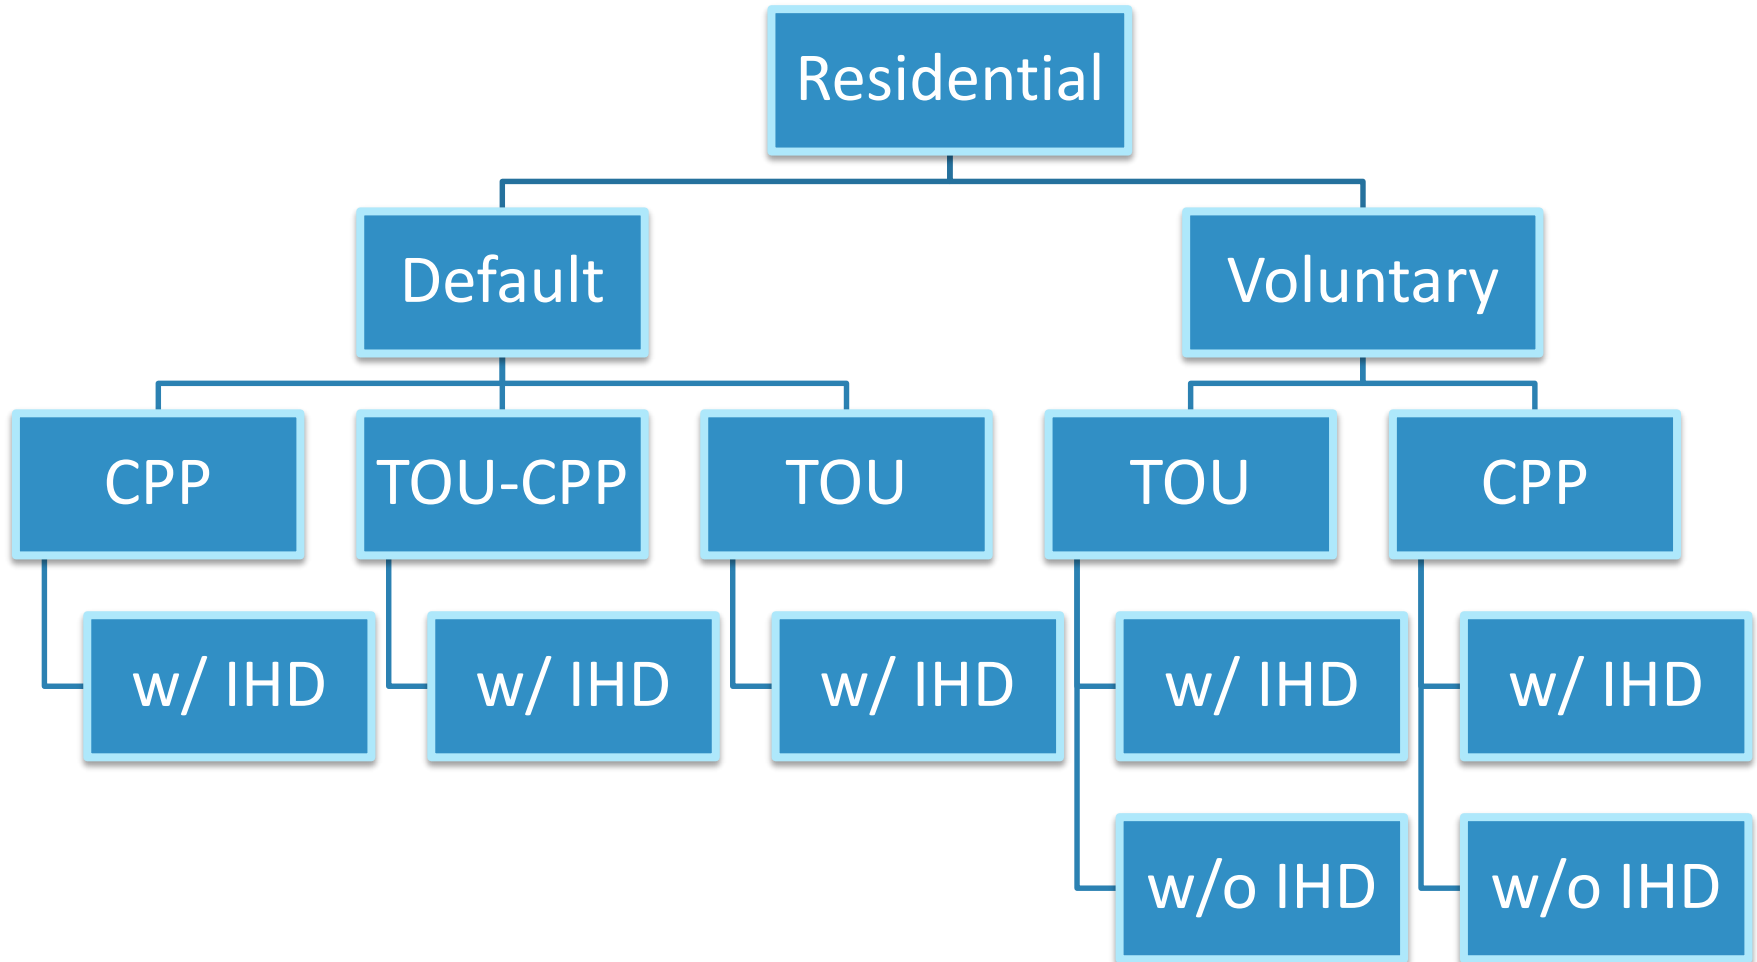 Residential
Default
Voluntary
CPP
TOU-CPP
TOU
TOU
CPP
w/ IHD
w/ IHD
w/ IHD
w/ IHD
w/ IHD
w/o IHD
w/o IHD